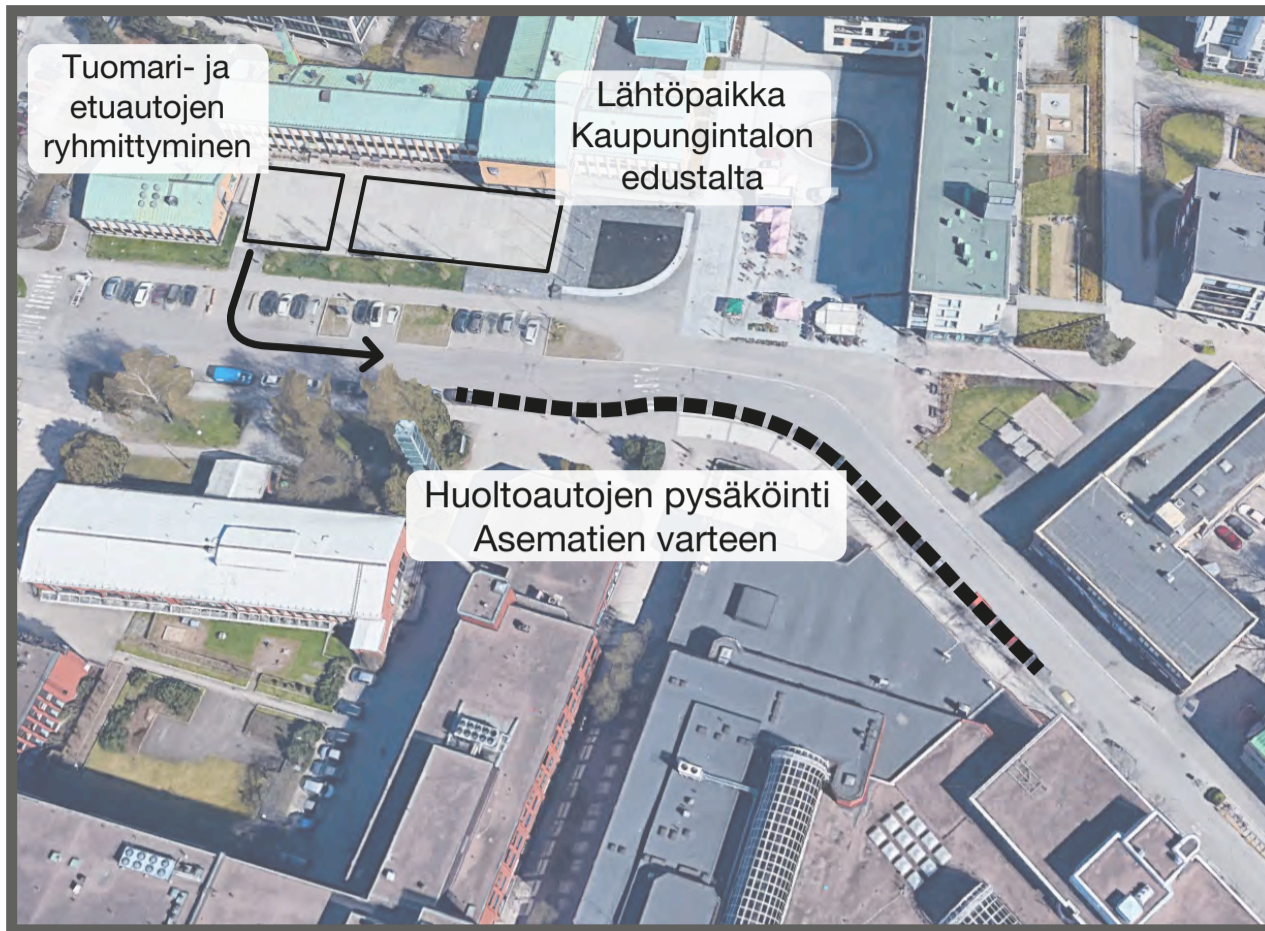 Tuomari- ja
etuautojen
ryhmittyminen
Lähtöpaikka
Kaupungintalon
edustalta
Huoltoautojen pysäköinti
Asematien varteen